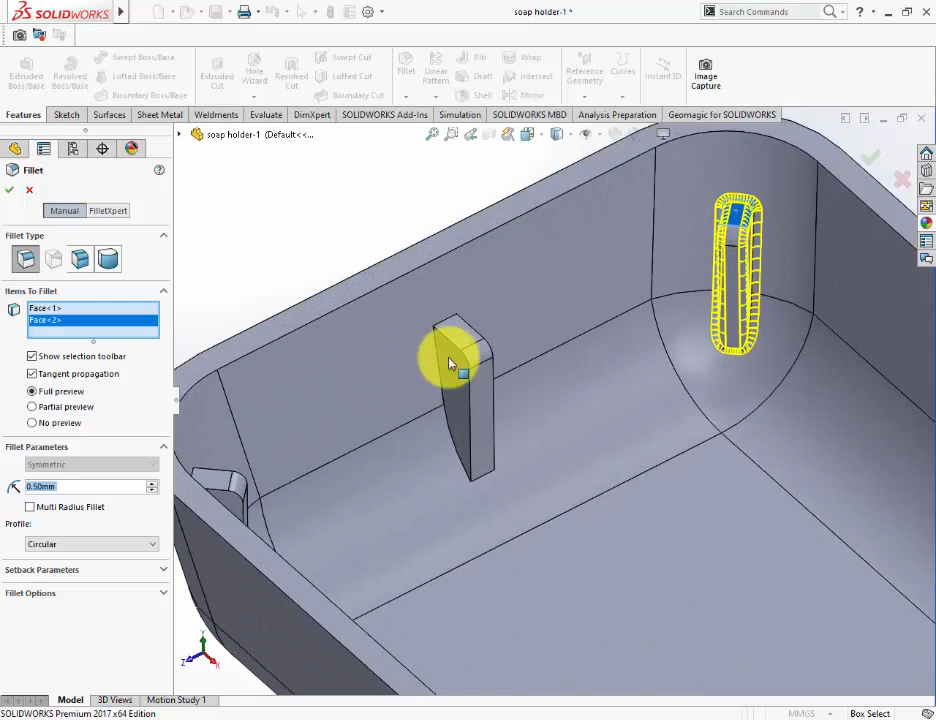 SOLIDWORKS
soap holder-1 *
Search Commands
Extruded Boss/Base
Revolved Boss/Base
Swept Boss/Base
Lofted Boss/Base
Boundary Boss/Base
Extruded Cut
Hole Wizard
Revolved Cut
Swept Cut
Lofted Cut
Boundary Cut
Fillet
Linear Pattern
Rib
Draft
Shell
Wrap
Intersect
Mirror
Reference Geometry
Curves
Instant3D
Image Capture
Features
Sketch
Surfaces
Sheet Metal
Weldments
Evaluate
DimXpert
SOLIDWORKS Add-Ins
Simulation
SOLIDWORKS MBD
Analysis Preparation
Geomagic for SOLIDWORKS
soap holder-1 (Default<<...
Fillet
Manual
FilletXpert
Fillet Type
Items To Fillet
Face<1>
Face<2>
Show selection toolbar
Tangent propagation
Full preview
Partial preview
No preview
Fillet Parameters
Symmetric
0.50mm
Multi Radius Fillet
Profile:
Circular
Setback Parameters
Fillet Options
Y
Z
X
Model
3D Views
Motion Study 1
SOLIDWORKS Premium 2017 x64 Edition
MMGS
Box Select